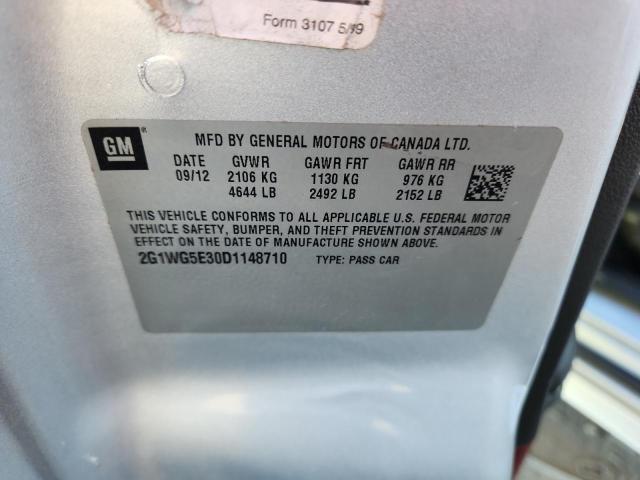 Form 3107 5/09
GM
MFD BY GENERAL MOTORS OF CANADA LTD.
DATE GVWR GAWR FRT GAWR RR
09/12 2106 KG 1130 KG 976 KG
4644 LB 2492 LB 2152 LB
THIS VEHICLE CONFORMS TO ALL APPLICABLE U.S. FEDERAL MOTOR
VEHICLE SAFETY, BUMPER, AND THEFT PREVENTION STANDARDS IN
EFFECT ON THE DATE OF MANUFACTURE SHOWN ABOVE.
2G1WG5E30D1148710 TYPE: PASS CAR